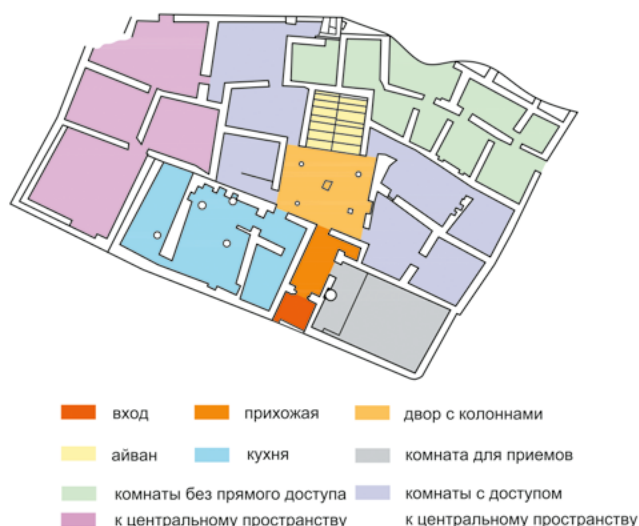 вход прихожая двор с колоннами
айван кухня комната для приемов
комнаты без прямого доступа комнаты с доступом
к центральному пространству к центральному пространству